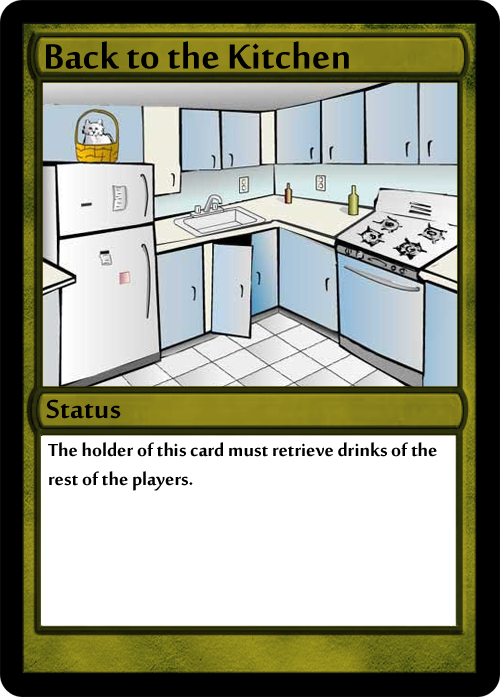 Back to the Kitchen
Status
The holder of this card must retrieve drinks of the
rest of the players.